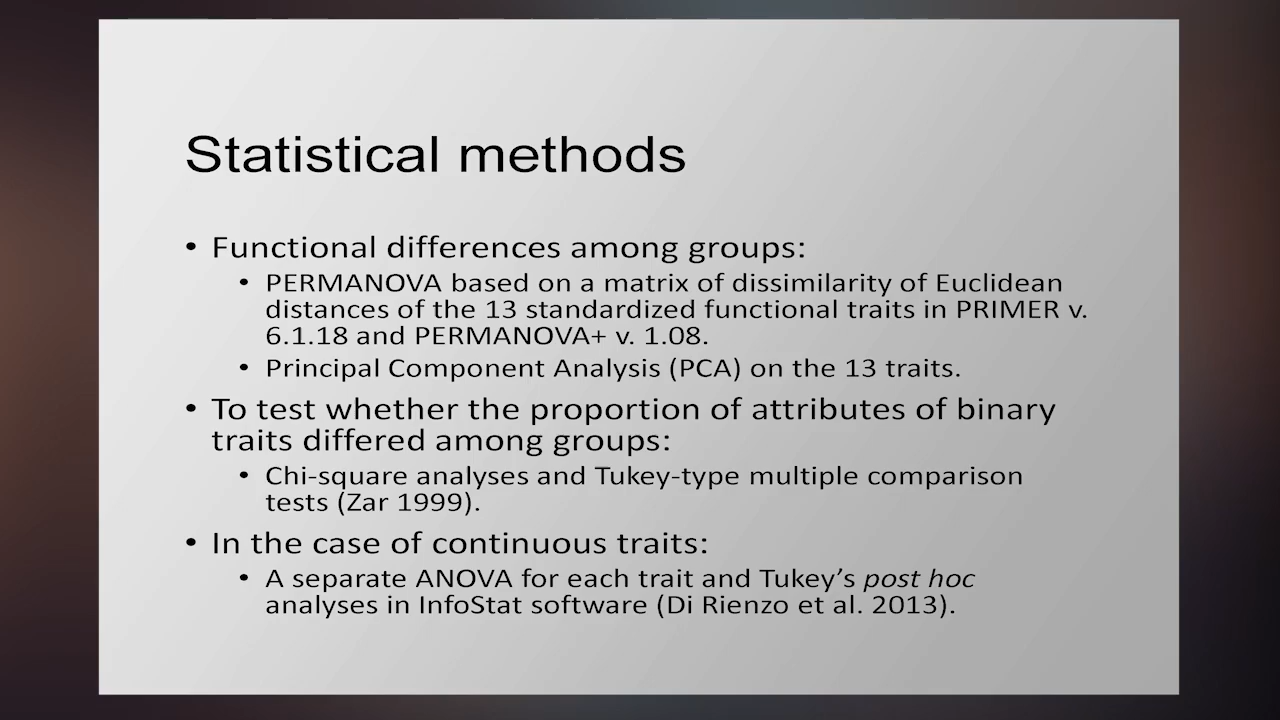 Statistical methods
• Functional differences among groups:
• PERMANOVA based on a matrix of dissimilarity of Euclidean
distances of the 13 standardized functional traits in PRIMER v.
6.1.18 and PERMANOVA+ v. 1.08.
• Principal Component Analysis (PCA) on the 13 traits.
• To test whether the proportion of attributes of binary
traits differed among groups:
• Chi-square analyses and Tukey-type multiple comparison
tests (Zar 1999).
• In the case of continuous traits:
• A separate ANOVA for each trait and Tukey’s post hoc
analyses in InfoStat software (Di Rienzo et al. 2013).